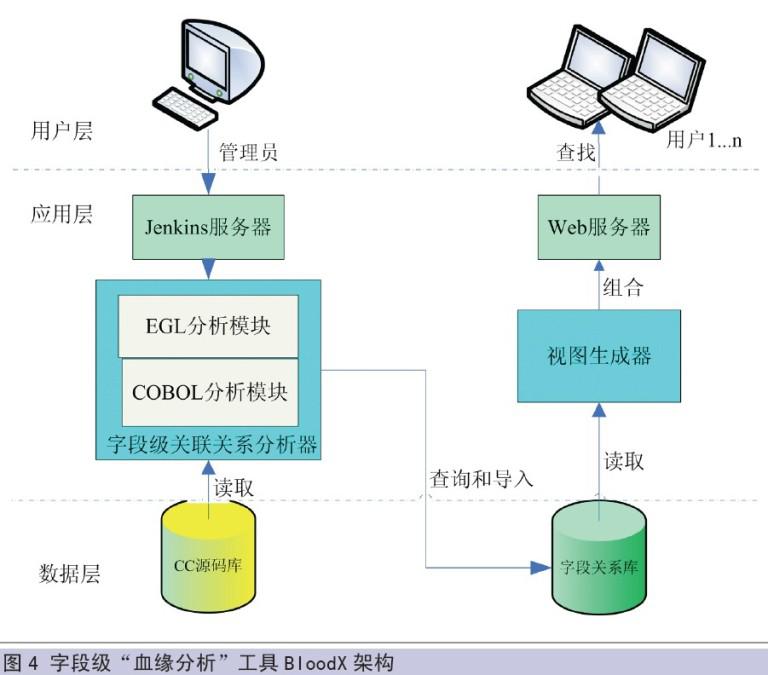 用户层
管理员
查找
用户1...n
应用层
Jenkins服务器
Web服务器
组合
EGL分析模块
COBOL分析模块
字段级关联关系分析器
视图生成器
读取
查询和导入
读取
数据层
CC源码库
字段关系库
图 4 字段级“血缘分析”工具 BloodX 架构